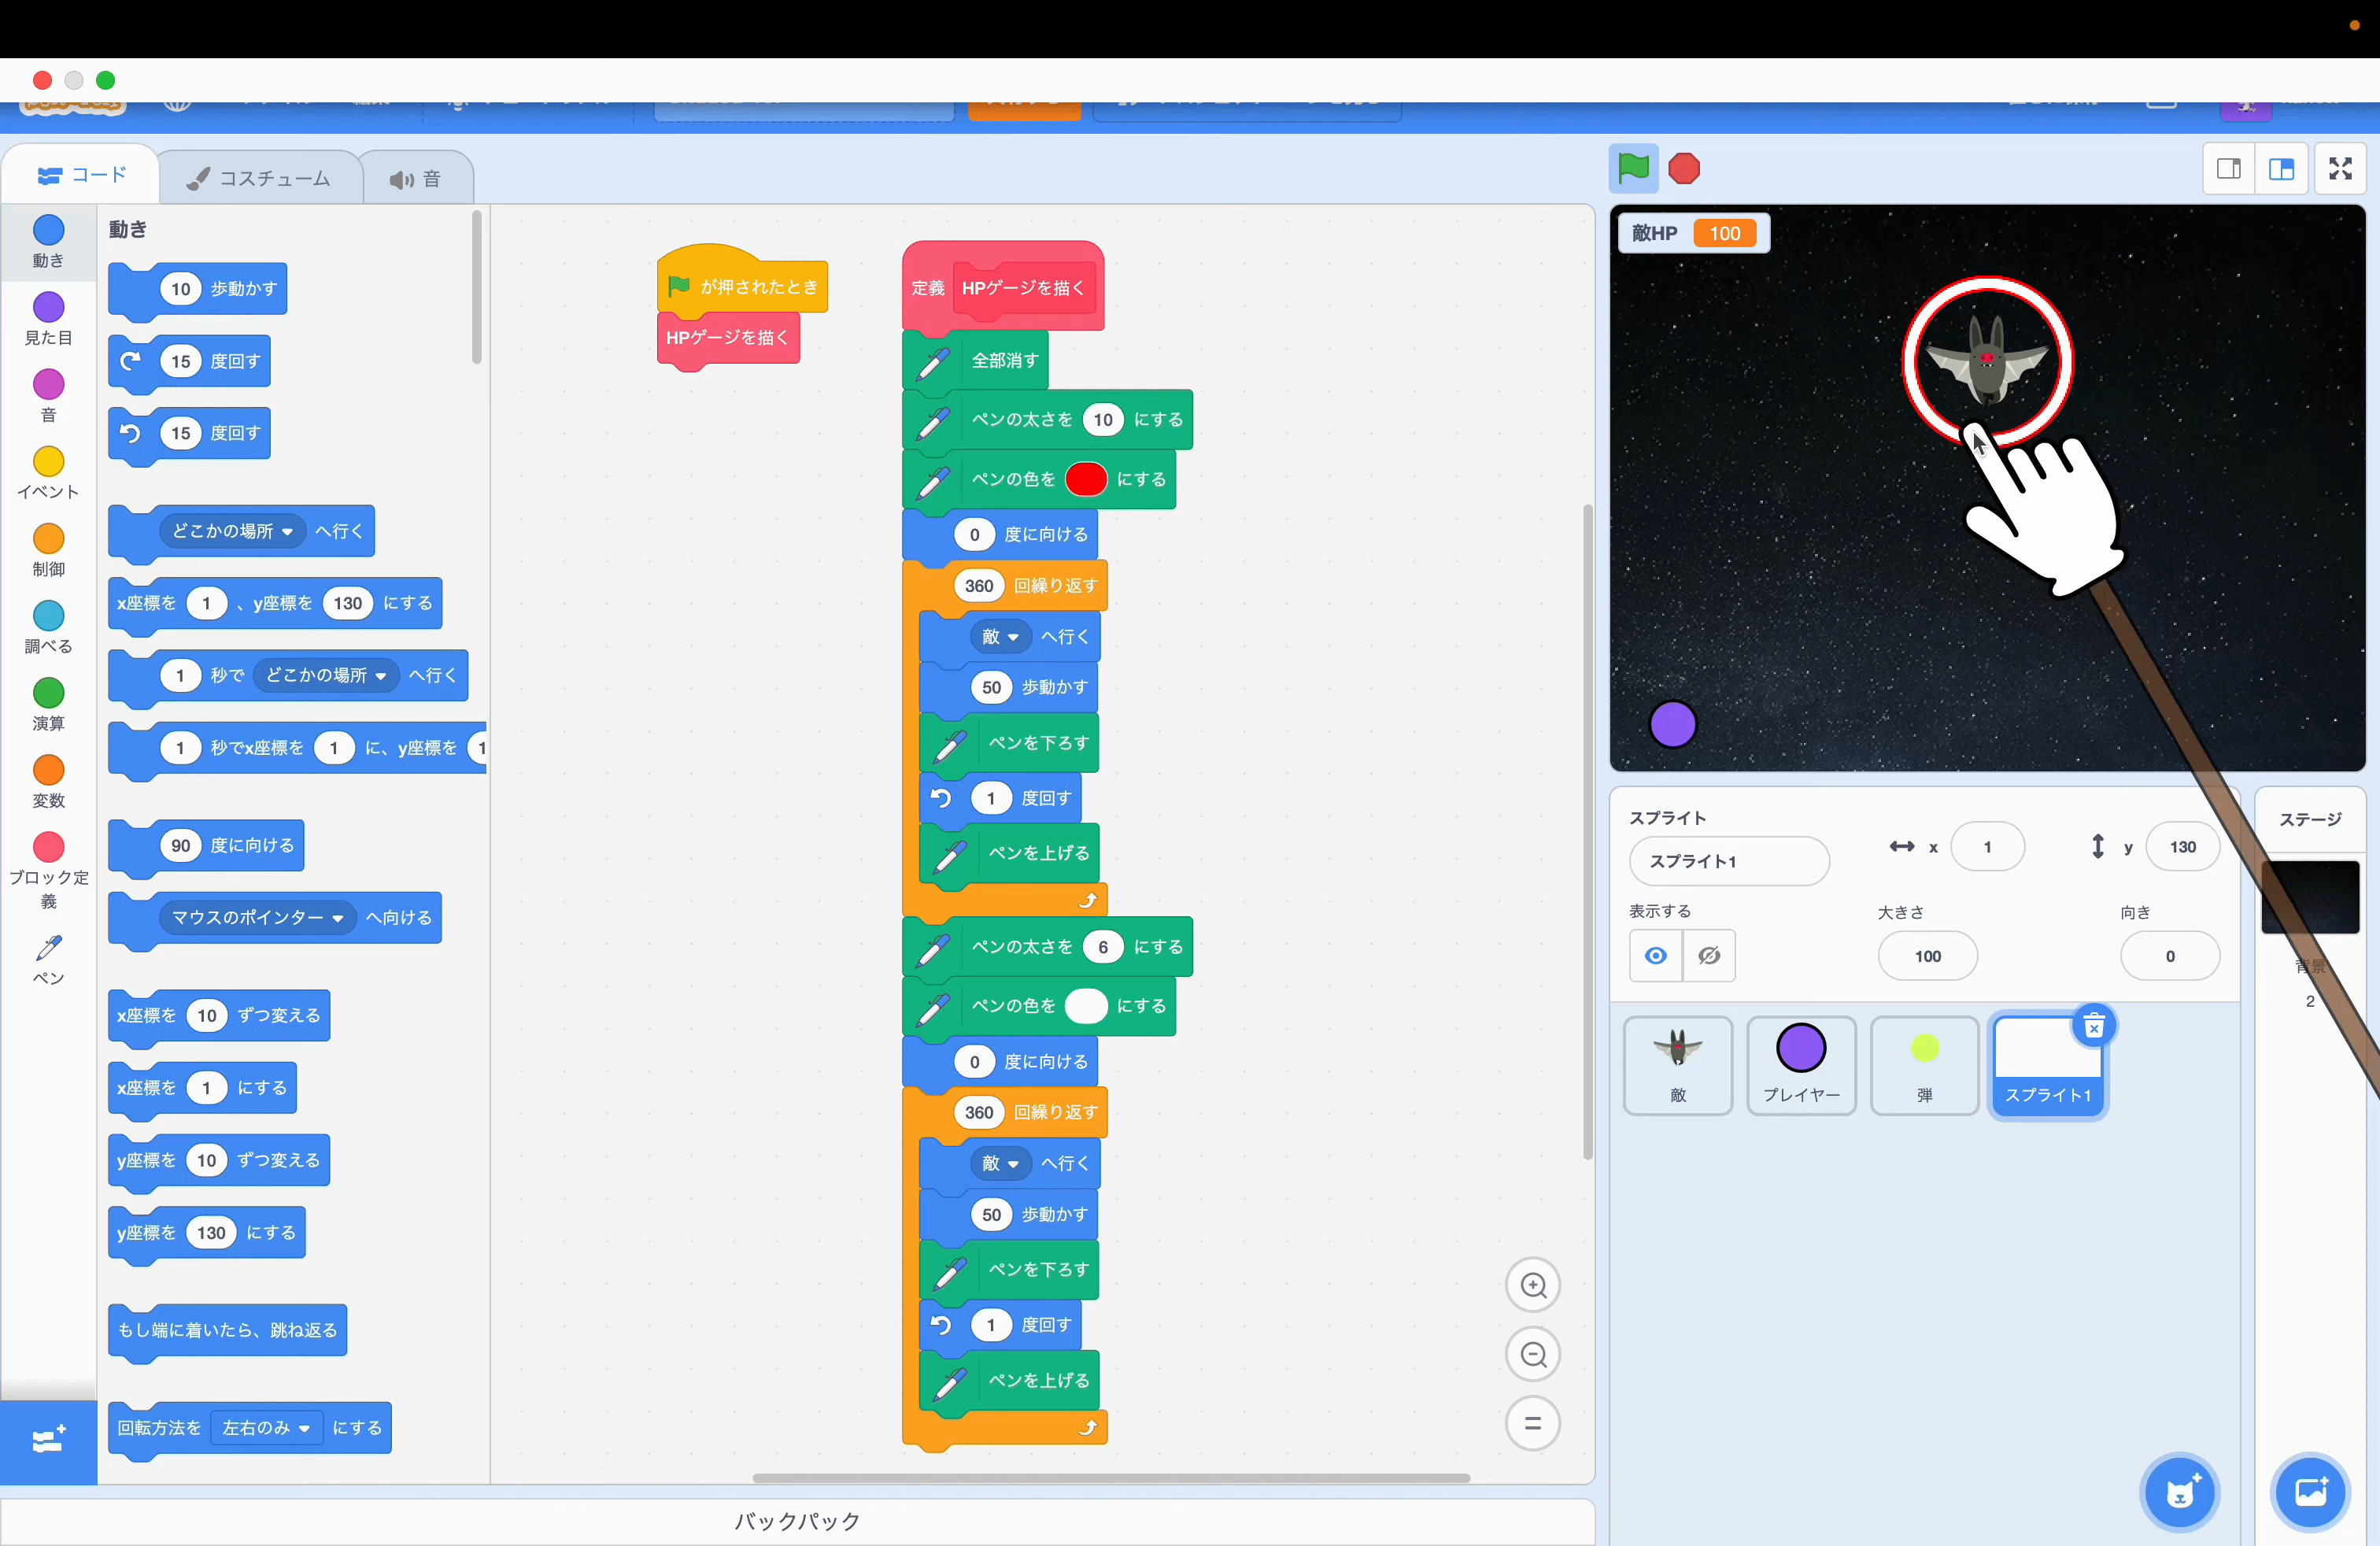 コード
コスチューム
音
動き
見た目
音
イベント
制御
調べる
演算
変数
ブロック定
義
ペン
動き
10 歩動かす
15 度回す
15 度回す
どこかの場所 へ行く
x座標を 1 、y座標を 130 にする
1 秒で どこかの場所 へ行く
1 秒でx座標を 1 に、y座標を 1
90 度に向ける
マウスのポインター へ向ける
x座標を 10 ずつ変える
x座標を 1 にする
y座標を 10 ずつ変える
y座標を 130 にする
もし端に着いたら、跳ね返る
回転方法を 左右のみ にする
が押されたとき
HPゲージを描く
定義 HPゲージを描く
全部消す
ペンの太さを 10 にする
ペンの色を にする
0 度に向ける
360 回繰り返す
敵 へ行く
50 歩動かす
ペンを下ろす
1 度回す
ペンを上げる
ペンの太さを 6 にする
ペンの色を にする
0 度に向ける
360 回繰り返す
敵 へ行く
50 歩動かす
ペンを下ろす
1 度回す
ペンを上げる
バックパック
敵HP 100
スプライト
スプライト1
x 1
y 130
表示する
大きさ 100
向き 0
敵
プレイヤー
弾
スプライト1
ステージ
背景
2